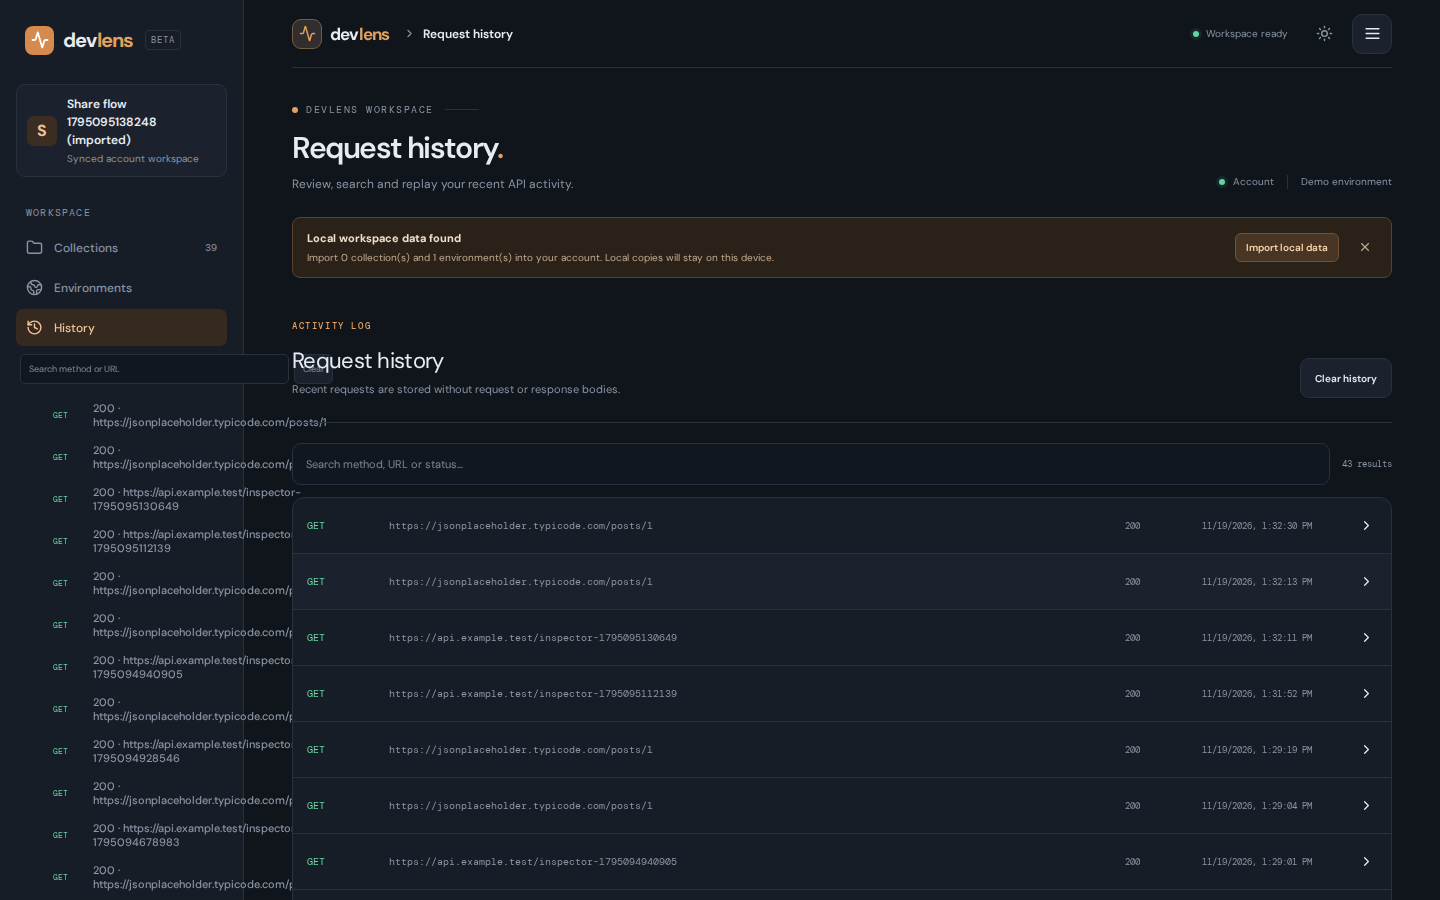 devlens BETA
Share flow
1795095138248
(imported)
S
Synced account workspace
WORKSPACE
Collections 39
Environments
History
Search method or URL
GET 200 ·
https://jsonplaceholder.typicode.com/posts/1
GET 200 ·
https://jsonplaceholder.typicode.com/p
GET 200 · https://api.example.test/inspector-
1795095130649
GET 200 · https://api.example.test/inspecto
1795095112139
GET 200 ·
https://jsonplaceholder.typicode.com/p
GET 200 ·
https://jsonplaceholder.typicode.com/p
GET 200 · https://api.example.test/inspecto
1795094940905
GET 200 ·
https://jsonplaceholder.typicode.com/p
GET 200 · https://api.example.test/inspecto
1795094928546
GET 200 ·
https://jsonplaceholder.typicode.com/p
GET 200 · https://api.example.test/inspecto
1795094678983
GET 200 ·
https://jsonplaceholder.typicode.com/p
devlens Request history
Workspace ready
DEVLENS WORKSPACE
Request history.
Review, search and replay your recent API activity.
Account Demo environment
Local workspace data found
Import 0 collection(s) and 1 environment(s) into your account. Local copies will stay on this device.
Import local data
ACTIVITY LOG
Request history
Clear
Recent requests are stored without request or response bodies.
Clear history
Search method, URL or status…
43 results
GET https://jsonplaceholder.typicode.com/posts/1 200 11/19/2026, 1:32:30 PM
GET https://jsonplaceholder.typicode.com/posts/1 200 11/19/2026, 1:32:13 PM
GET https://api.example.test/inspector-1795095130649 200 11/19/2026, 1:32:11 PM
GET https://api.example.test/inspector-1795095112139 200 11/19/2026, 1:31:52 PM
GET https://jsonplaceholder.typicode.com/posts/1 200 11/19/2026, 1:29:19 PM
GET https://jsonplaceholder.typicode.com/posts/1 200 11/19/2026, 1:29:04 PM
GET https://api.example.test/inspector-1795094940905 200 11/19/2026, 1:29:01 PM